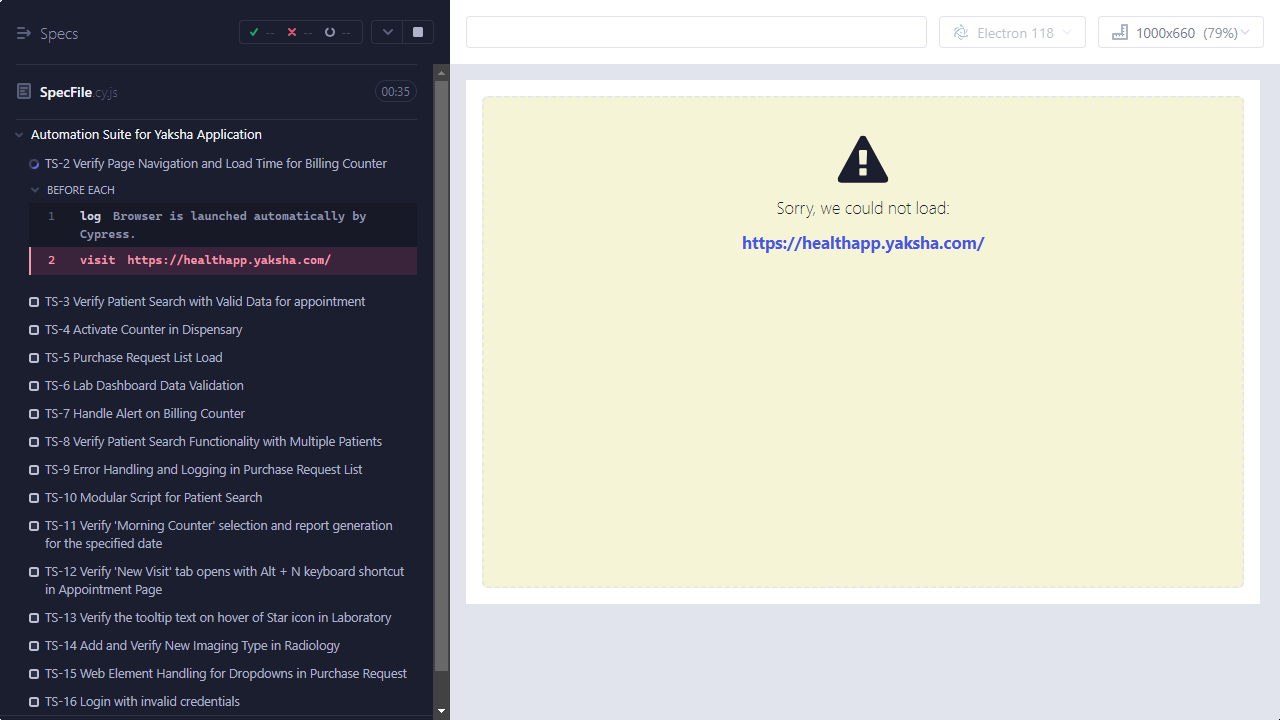 Specs
--
--
--
SpecFile.cy.js
00:35
Automation Suite for Yaksha Application
TS-2 Verify Page Navigation and Load Time for Billing Counter
BEFORE EACH
1 log Browser is launched automatically by
Cypress.
2 visit https://healthapp.yaksha.com/
TS-3 Verify Patient Search with Valid Data for appointment
TS-4 Activate Counter in Dispensary
TS-5 Purchase Request List Load
TS-6 Lab Dashboard Data Validation
TS-7 Handle Alert on Billing Counter
TS-8 Verify Patient Search Functionality with Multiple Patients
TS-9 Error Handling and Logging in Purchase Request List
TS-10 Modular Script for Patient Search
TS-11 Verify 'Morning Counter' selection and report generation
for the specified date
TS-12 Verify 'New Visit' tab opens with Alt + N keyboard shortcut
in Appointment Page
TS-13 Verify the tooltip text on hover of Star icon in Laboratory
TS-14 Add and Verify New Imaging Type in Radiology
TS-15 Web Element Handling for Dropdowns in Purchase Request
TS-16 Login with invalid credentials
Electron 118
1000x660 (79%)
Sorry, we could not load:
https://healthapp.yaksha.com/